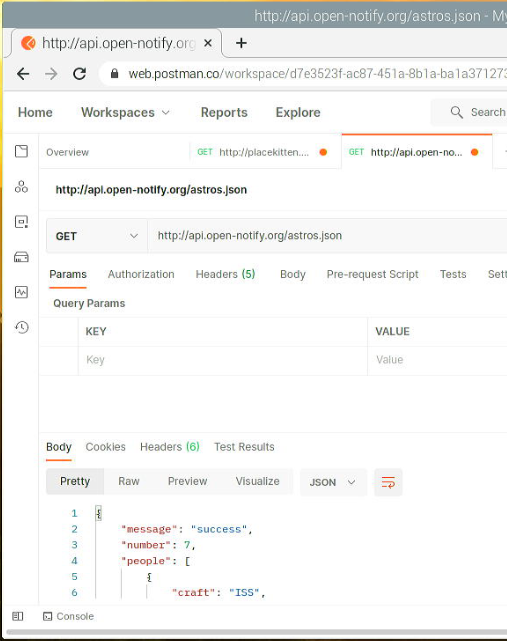 http://api.open-notify.org/astros.json - My
http://api.open-notify.org
web.postman.co/workspace/d7e3523f-ac87-451a-8b1a-ba1a371273
Home Workspaces Reports Explore Search
Overview GET http://placekitten.... GET http://api.open-no...
http://api.open-notify.org/astros.json
GET http://api.open-notify.org/astros.json
Params Authorization Headers (5) Body Pre-request Script Tests Sett
Query Params
KEY VALUE
Key Value
Body Cookies Headers (6) Test Results
Pretty Raw Preview Visualize JSON
1 {
2 "message": "success",
3 "number": 7,
4 "people": [
5 {
6 "craft": "ISS",
Console